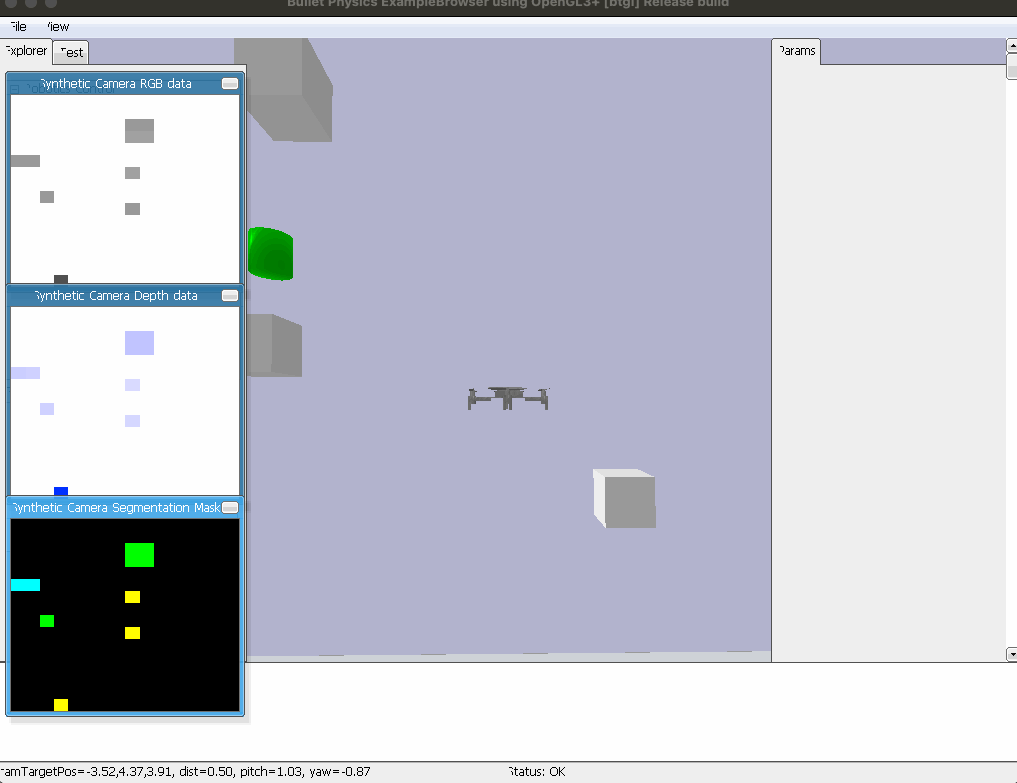 Bullet Physics ExampleBrowser using OpenGL3+ [btgl] Release build
File View
Explorer Test
Params
Synthetic Camera RGB data
Synthetic Camera Depth data
Synthetic Camera Segmentation Mask
amTargetPos=-3.52,4.37,3.91, dist=0.50, pitch=1.03, yaw=-0.87 Status: OK